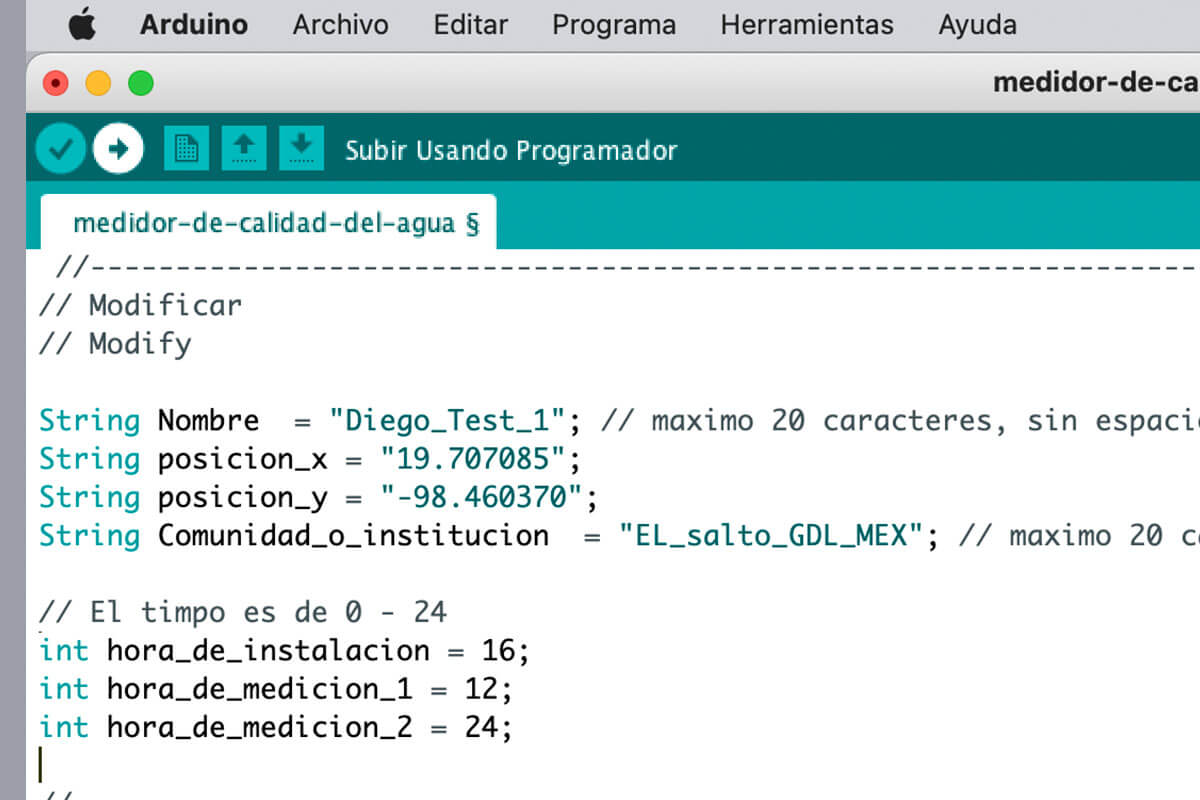 Arduino Archivo Editar Programa Herramientas Ayuda
medidor-de-ca
Subir Usando Programador
medidor-de-calidad-del-agua §
//-----------------------------------------------------------------
// Modificar
// Modify
String Nombre = "Diego_Test_1"; // maximo 20 caracteres, sin espaci
String posicion_x = "19.707085";
String posicion_y = "-98.460370";
String Comunidad_o_institucion = "EL_salto_GDL_MEX"; // maximo 20 c
// El timpo es de 0 - 24
int hora_de_instalacion = 16;
int hora_de_medicion_1 = 12;
int hora_de_medicion_2 = 24;
//